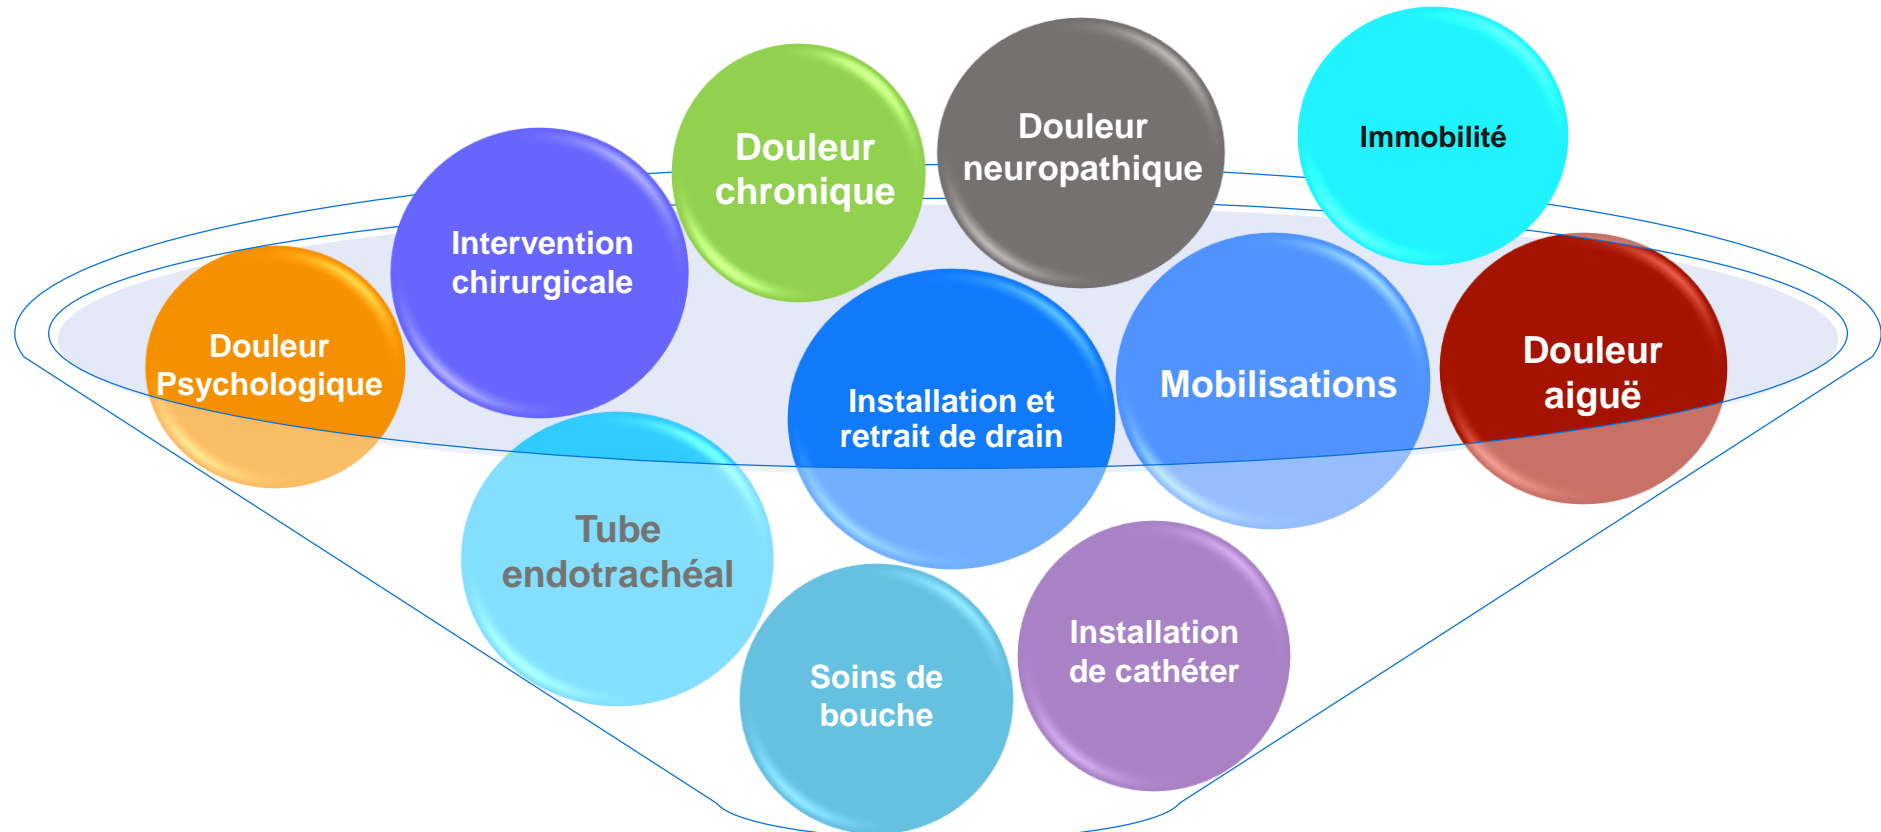 Douleur
chronique
Douleur
neuropathique
Immobilité
Intervention
chirurgicale
Douleur
Psychologique
Installation et
retrait de drain
Mobilisations
Douleur
aiguë
Tube
endotrachéal
Soins de
bouche
Installation
de cathéter